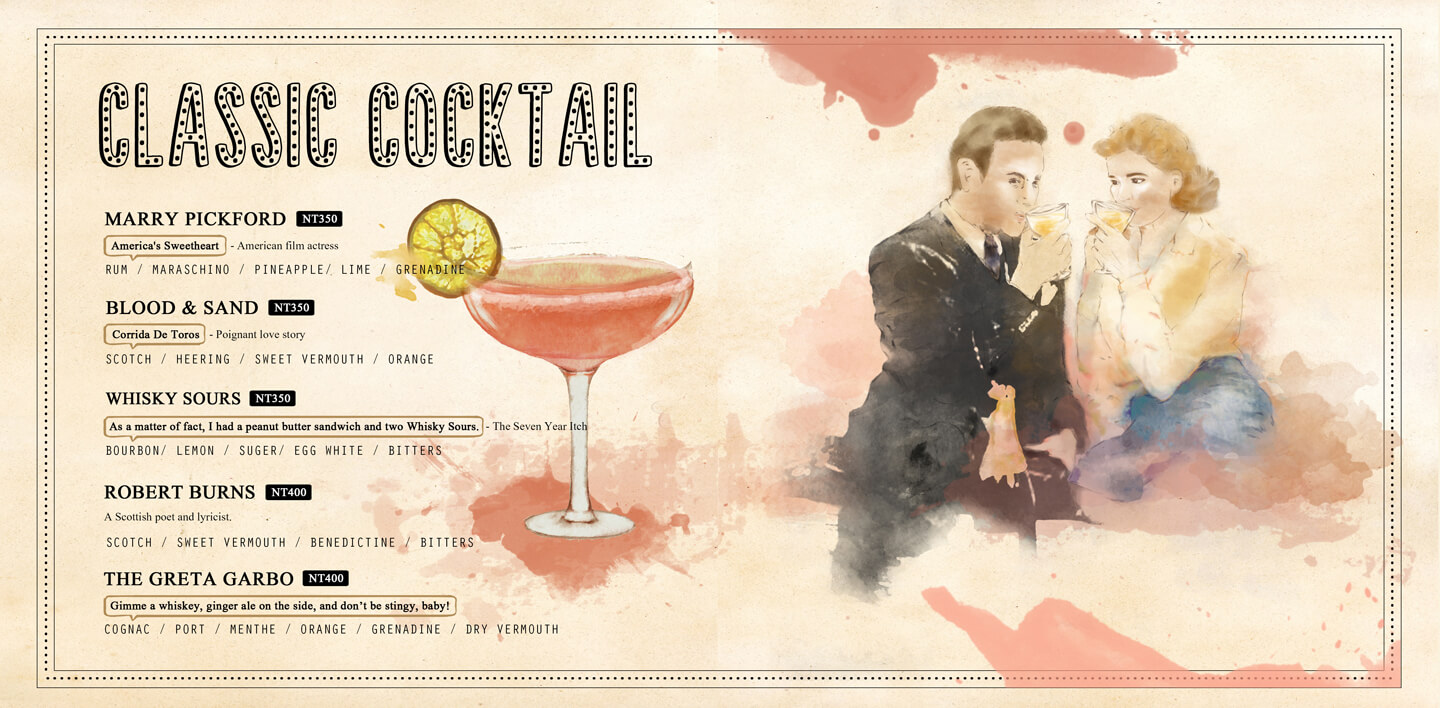 CLASSIC COCKTAIL
MARRY PICKFORD NT350
America's Sweetheart - American film actress
RUM / MARASCHINO / PINEAPPLE/ LIME / GRENADINE
BLOOD & SAND NT350
Corrida De Toros - Poignant love story
SCOTCH / HEERING / SWEET VERMOUTH / ORANGE
WHISKY SOURS NT350
As a matter of fact, I had a peanut butter sandwich and two Whisky Sours. - The Seven Year Itch
BOURBON/ LEMON / SUGER/ EGG WHITE / BITTERS
ROBERT BURNS NT400
A Scottish poet and lyricist.
SCOTCH / SWEET VERMOUTH / BENEDICTINE / BITTERS
THE GRETA GARBO NT400
Gimme a whiskey, ginger ale on the side, and don't be stingy, baby!
COGNAC / PORT / MENTHE / ORANGE / GRENADINE / DRY VERMOUTH